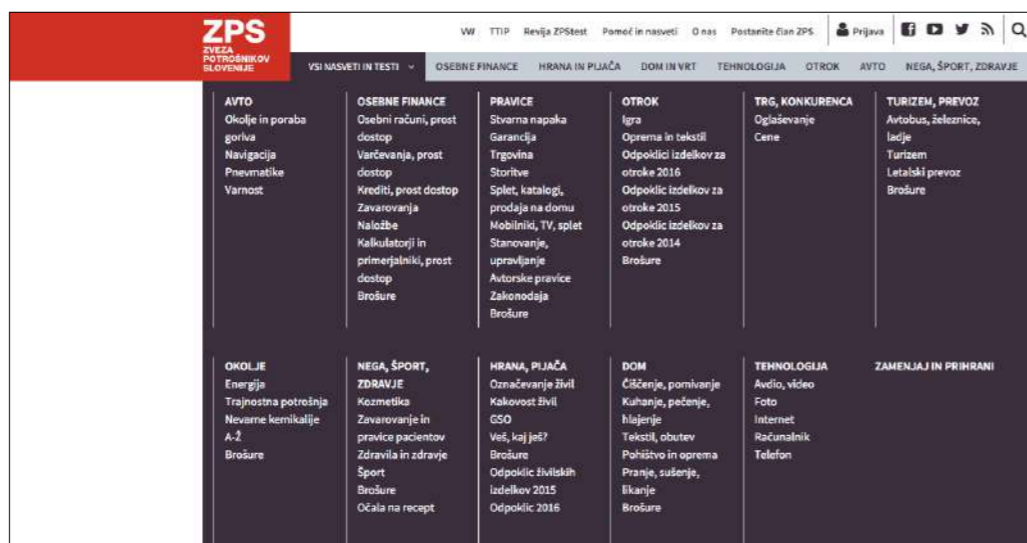 ZPS
ZVEZA
POTROŠNIKOV
SLOVENIJE
VW TTIP Revija ZPStest Pomoč in nasveti O nas Postanite član ZPS Prijava
VSI NASVETI IN TESTI OSEBNE FINANCE HRANA IN PIJAČA DOM IN VRT TEHNOLOGIJA OTROK AVTO NEGA, ŠPORT, ZDRAVJE
AVTO
Okolje in poraba
goriva
Navigacija
Pnevmatike
Varnost
OSEBNE FINANCE
Osebni računi, prost
dostop
Varčevanja, prost
dostop
Krediti, prost dostop
Zavarovanja
Naložbe
Kalkulatorji in
primerjalniki, prost
dostop
Brošure
PRAVICE
Stvarna napaka
Garancija
Trgovina
Storitve
Splet, katalogi,
prodaja na domu
Mobilniki, TV, splet
Stanovanje,
upravljanje
Avtorske pravice
Zakonodaja
Brošure
OTROK
Igra
Oprema in tekstil
Odpoklici izdelkov za
otroke 2016
Odpoklic izdelkov za
otroke 2015
Odpoklic izdelkov za
otroke 2014
Brošure
TRG, KONKURENCA
Oglaševanje
Cene
TURIZEM, PREVOZ
Avtobus, železnice,
ladje
Turizem
Letalski prevoz
Brošure
OKOLJE
Energija
Trajnostna potrošnja
Nevarne kemikalije
A-Ž
Brošure
NEGA, ŠPORT,
ZDRAVJE
Kozmetika
Zavarovanje in
pravice pacientov
Zdravila in zdravje
Šport
Brošure
Očala na recept
HRANA, PIJAČA
Označevanje živil
Kakovost živil
GSO
Veš, kaj ješ?
Brošure
Odpoklic živilskih
izdelkov 2015
Odpoklic 2016
DOM
Čiščenje, pomivanje
Kuhanje, pečenje,
hlajenje
Tekstil, obutev
Pohištvo in oprema
Pranje, sušenje,
likanje
Brošure
TEHNOLOGIJA
Avdio, video
Foto
Internet
Računalnik
Telefon
ZAMENJAJ IN PRIHRANI